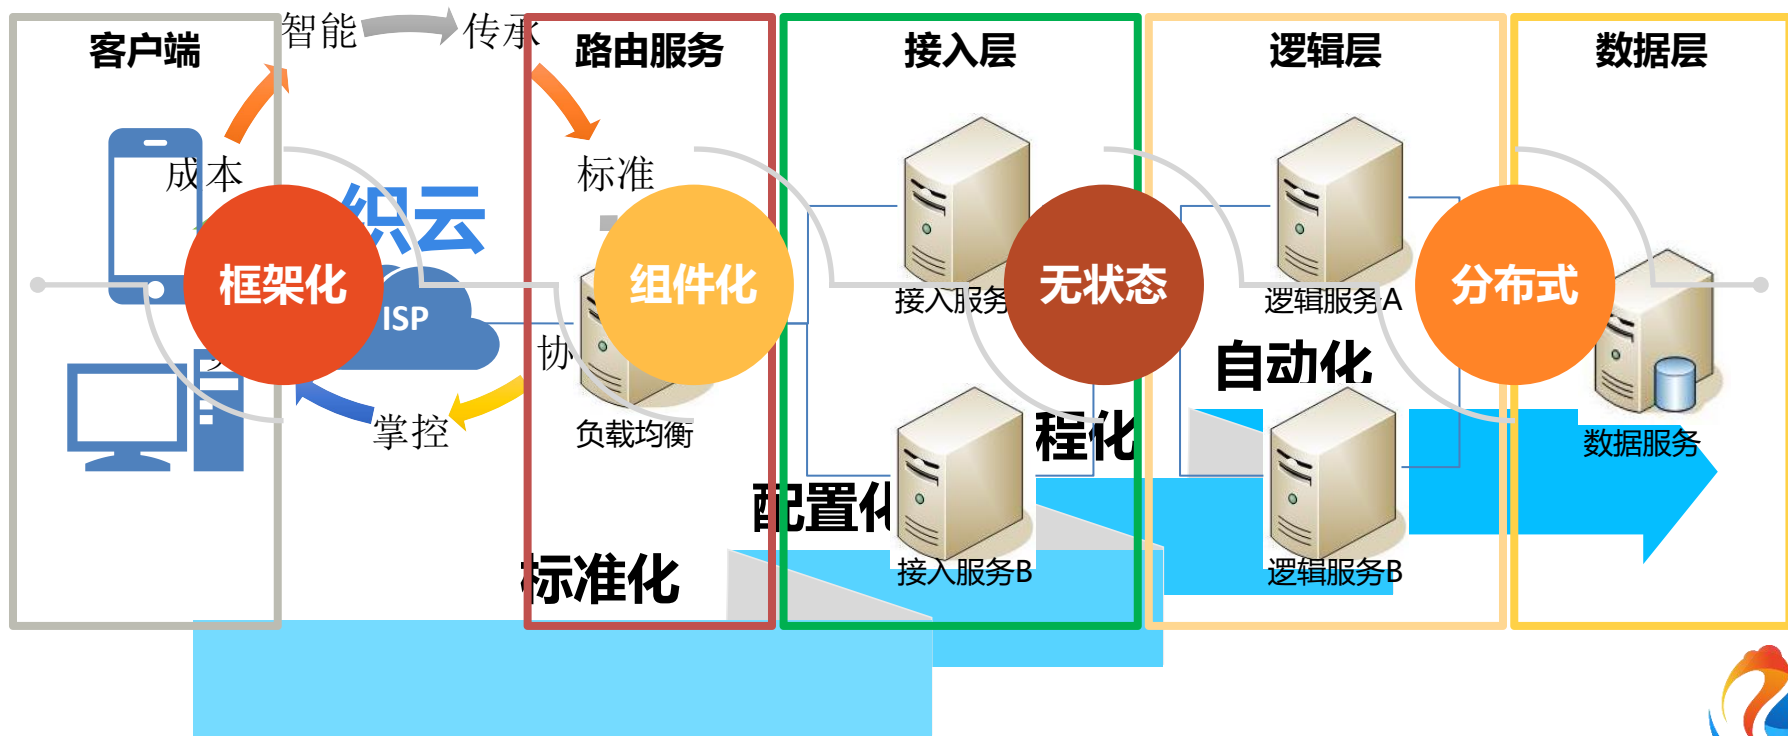 客户端
智能
传承
路由服务
接入层
逻辑层
数据层
成本
标准
织云
框架化
组件化
无状态
分布式
ISP
接入服务
逻辑服务A
协
自动化
掌控
负载均衡
程化
数据服务
配置化
标准化
接入服务B
逻辑服务B